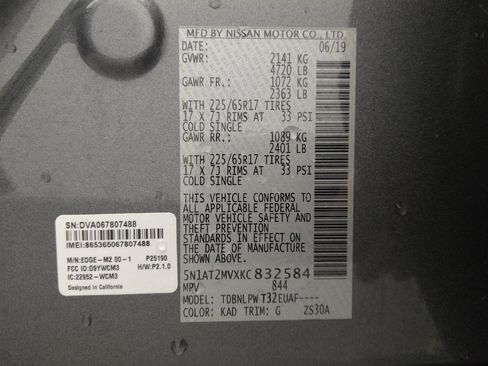 MFD BY NISSAN MOTOR CO., LTD.
DATE: 06/19
GVWR: 2141 KG
4720 LB
GAWR FR.: 1072 KG
2363 LB
WITH 225/65R17 TIRES
17 X 7J RIMS AT 33 PSI
COLD SINGLE
GAWR RR.: 1089 KG
2401 LB
WITH 225/65R17 TIRES
17 X 7J RIMS AT 33 PSI
COLD SINGLE
THIS VEHICLE CONFORMS TO
ALL APPLICABLE FEDERAL
MOTOR VEHICLE SAFETY AND
THEFT PREVENTION
STANDARDS IN EFFECT ON THE
DATE OF MANUFACTURE
SHOWN ABOVE.
5N1AT2MVXKC832584
MPV 844
MODEL: TDBNLPWT32EUAF----
COLOR: KAD TRIM: G ZS30A
SN:DVA067807488
IMEI:865365067807488
M/N:EDGE-M2 00-1 P25190
FCC ID:O9YWCM3 H/W:P2.1.0
IC:22952-WCM3
Designed in California